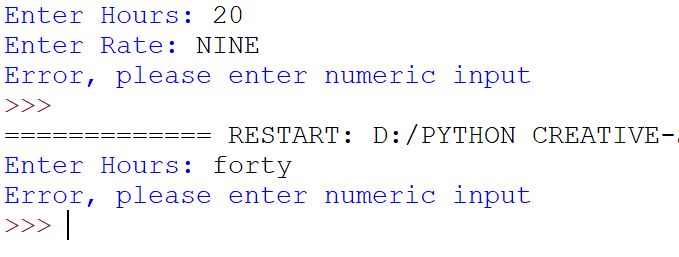 Enter Hours: 20
Enter Rate: NINE
Error, please enter numeric input
>>>
============= RESTART: D:/PYTHON CREATIVE-
Enter Hours: forty
Error, please enter numeric input
>>>